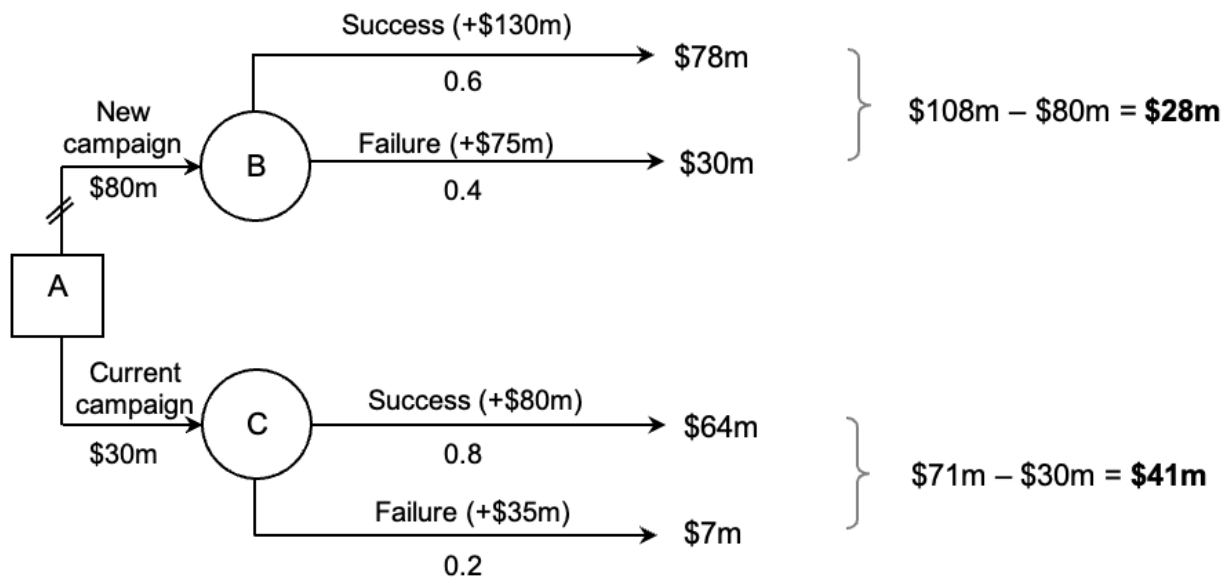 Success (+$130m)
$78m
0.6
New
campaign
$80m
B
Failure (+$75m)
$30m
0.4
$108m – $80m = $28m
A
Current
campaign
$30m
C
Success (+$80m)
$64m
0.8
Failure (+$35m)
$7m
0.2
$71m – $30m = $41m